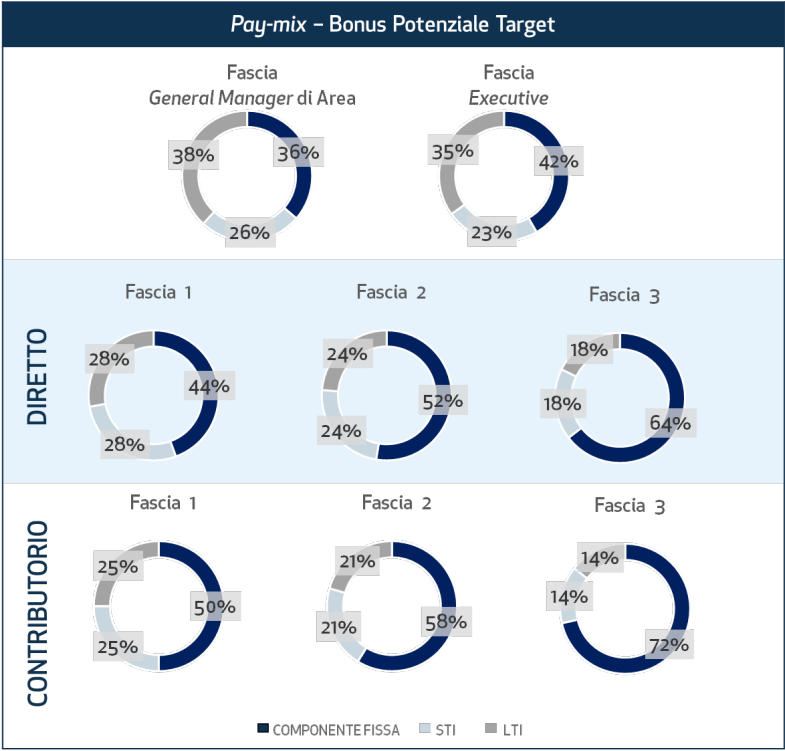 Pay-mix – Bonus Potenziale Target
Fascia
General Manager di Area
Fascia
Executive
38%
36%
26%
35%
42%
23%
DIRETTO
Fascia 1
Fascia 2
Fascia 3
28%
44%
28%
24%
52%
24%
18%
18%
64%
CONTRIBUTORIO
Fascia 1
Fascia 2
Fascia 3
25%
50%
25%
21%
58%
21%
14%
14%
72%
COMPONENTE FISSA
STI
LTI